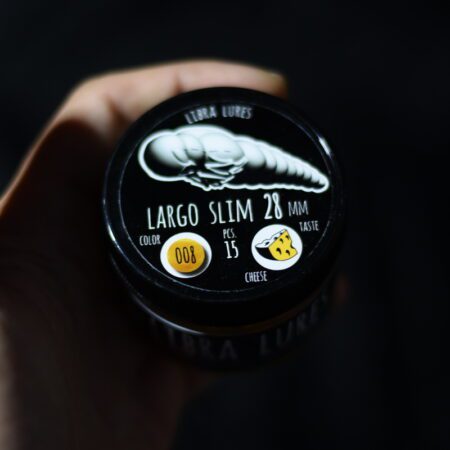 LIBRA LURES
LARGO SLIM 28 MM
COLOR
008
PCS.
15
TASTE
CHEESE
LIBRA LURES